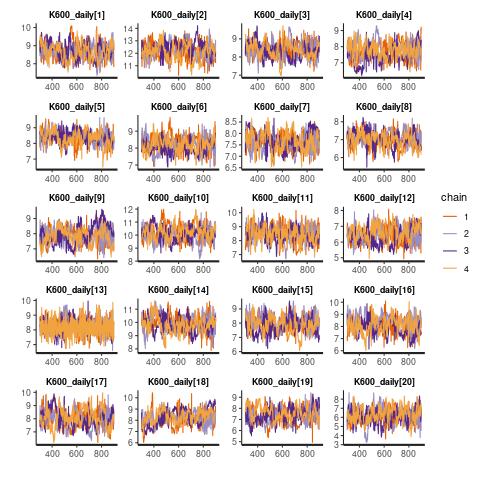 K600_daily[1] K600_daily[2] K600_daily[3] K600_daily[4]
10 9 8
14 13 12 11
9 8 7
9 8 7
400 600 800 400 600 800 400 600 800 400 600 800
K600_daily[5] K600_daily[6] K600_daily[7] K600_daily[8]
9 8 7
9 8 7
8.5 8.0 7.5 7.0 6.5
8 7 6
400 600 800 400 600 800 400 600 800 400 600 800
K600_daily[9] K600_daily[10] K600_daily[11] K600_daily[12]
9 8 7
12 11 10 9 8
10 9 8 7
8 7 6 5
400 600 800 400 600 800 400 600 800 400 600 800
K600_daily[13] K600_daily[14] K600_daily[15] K600_daily[16]
10 9 8 7
11 10 9 8
9 8 7 6
10 9 8 7 6
400 600 800 400 600 800 400 600 800 400 600 800
K600_daily[17] K600_daily[18] K600_daily[19] K600_daily[20]
10 9 8 7
10 9 8 7 6
9 8 7 6 5
8 7 6 5 4 3
400 600 800 400 600 800 400 600 800 400 600 800
chain
1
2
3
4